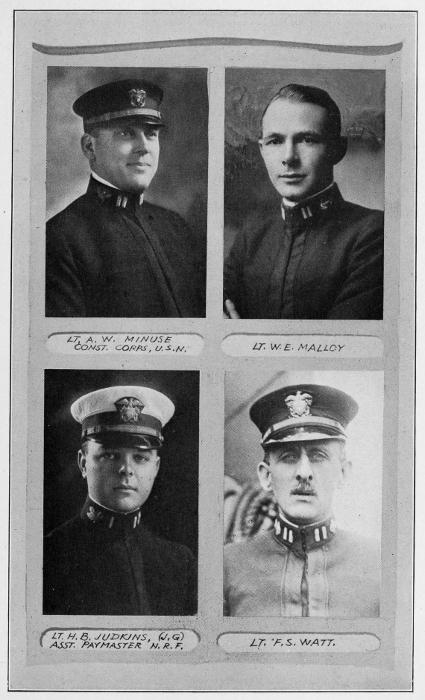 LT. A. W. MINUSE
CONST. CORPS, U.S.N.
LT. W. E. MALLOY
LT. H. B. JUDKINS, (J.G)
ASST. PAYMASTER N.R.F.
LT. F. S. WATT.